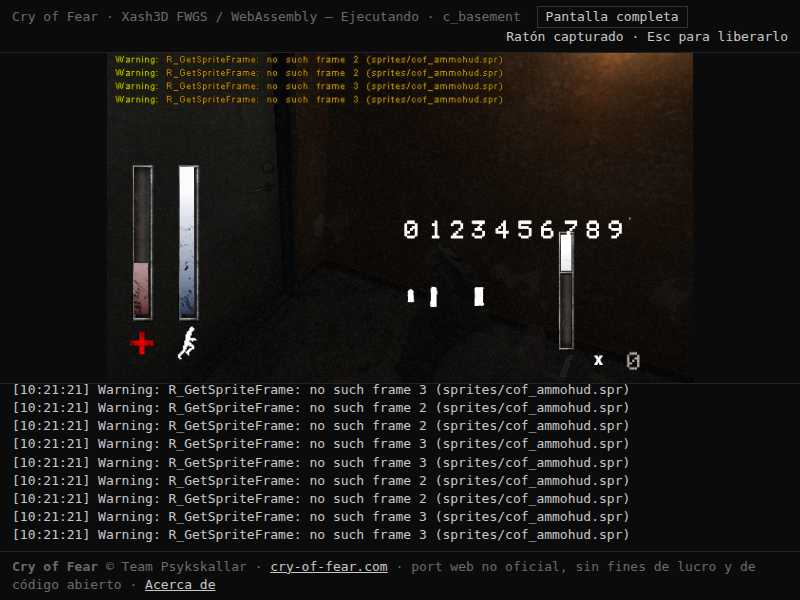 Cry of Fear · Xash3D FWGS / WebAssembly — Ejecutando · c_basement
Pantalla completa
Ratón capturado · Esc para liberarlo
Warning: R_GetSpriteFrame: no such frame 2 (sprites/cof_ammohud.spr)
Warning: R_GetSpriteFrame: no such frame 2 (sprites/cof_ammohud.spr)
Warning: R_GetSpriteFrame: no such frame 3 (sprites/cof_ammohud.spr)
Warning: R_GetSpriteFrame: no such frame 3 (sprites/cof_ammohud.spr)
0123456789
x 0
[10:21:21] Warning: R_GetSpriteFrame: no such frame 3 (sprites/cof_ammohud.spr)
[10:21:21] Warning: R_GetSpriteFrame: no such frame 2 (sprites/cof_ammohud.spr)
[10:21:21] Warning: R_GetSpriteFrame: no such frame 2 (sprites/cof_ammohud.spr)
[10:21:21] Warning: R_GetSpriteFrame: no such frame 3 (sprites/cof_ammohud.spr)
[10:21:21] Warning: R_GetSpriteFrame: no such frame 3 (sprites/cof_ammohud.spr)
[10:21:21] Warning: R_GetSpriteFrame: no such frame 2 (sprites/cof_ammohud.spr)
[10:21:21] Warning: R_GetSpriteFrame: no such frame 2 (sprites/cof_ammohud.spr)
[10:21:21] Warning: R_GetSpriteFrame: no such frame 3 (sprites/cof_ammohud.spr)
[10:21:21] Warning: R_GetSpriteFrame: no such frame 3 (sprites/cof_ammohud.spr)
Cry of Fear © Team Psykskallar · cry-of-fear.com · port web no oficial, sin fines de lucro y de
código abierto · Acerca de